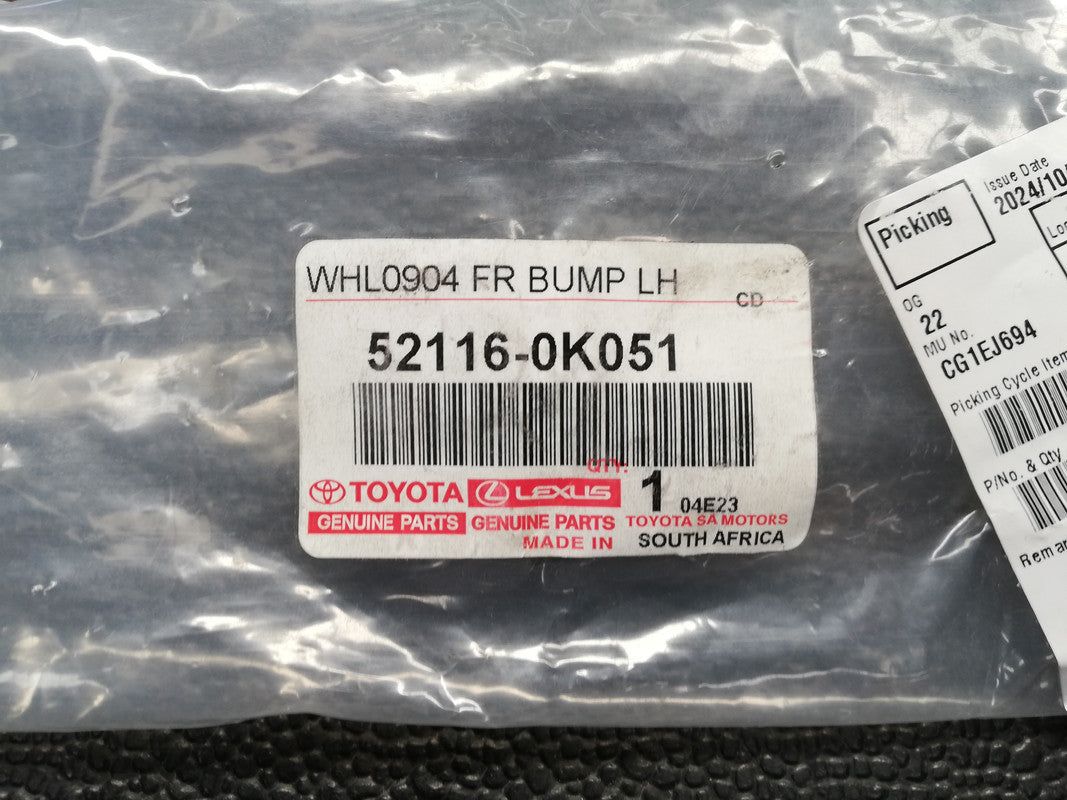 WHL0904 FR BUMP LH
CD
52116-0K051
QTY: 1 04E23
TOYOTA LEXUS
GENUINE PARTS GENUINE PARTS TOYOTA SA MOTORS
MADE IN SOUTH AFRICA
Picking
Issue Date
2024/10/
OG
22
MU No.
CG1EJ694
Picking Cycle Item
P/No. & Qty